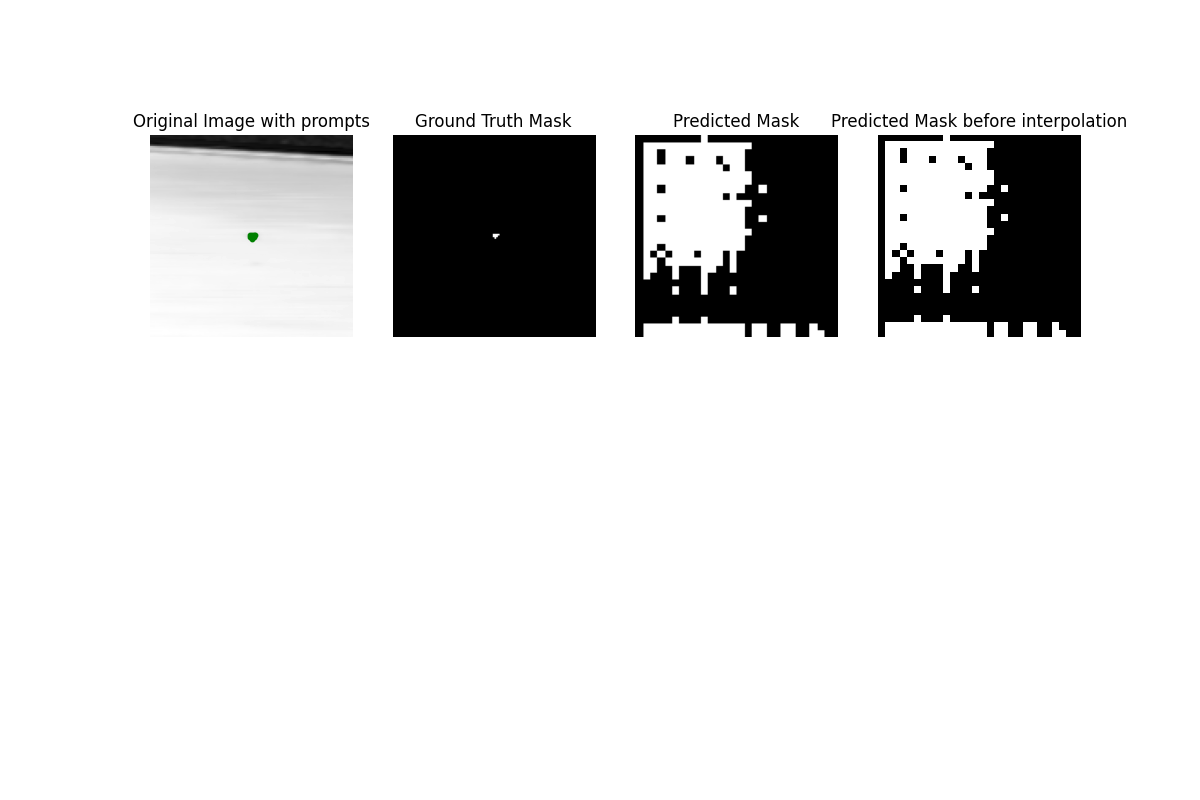 Original Image with prompts
Ground Truth Mask
Predicted Mask
Predicted Mask before interpolation